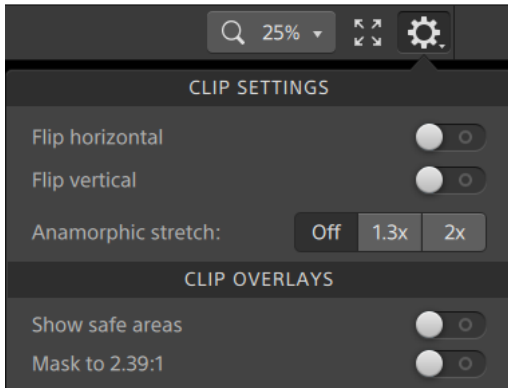 25%
CLIP SETTINGS
Flip horizontal
Flip vertical
Anamorphic stretch: Off 1.3x 2x
CLIP OVERLAYS
Show safe areas
Mask to 2.39:1